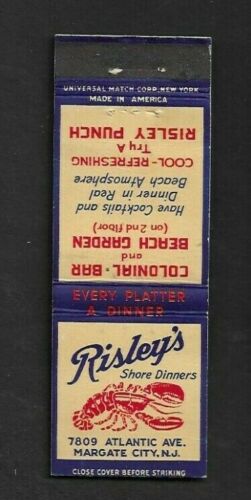 UNIVERSAL MATCH CORP., NEW YORK
MADE IN AMERICA
COLONIAL BAR
and
BEACH GARDEN
(on 2nd floor)
Have Cocktails and
Dinner in Real
Beach Atmosphere
COOL-REFRESHING
Try A
RISLEY PUNCH
EVERY PLATTER
A DINNER
Risley's
Shore Dinners
7809 ATLANTIC AVE.
MARGATE CITY, N.J.
CLOSE COVER BEFORE STRIKING